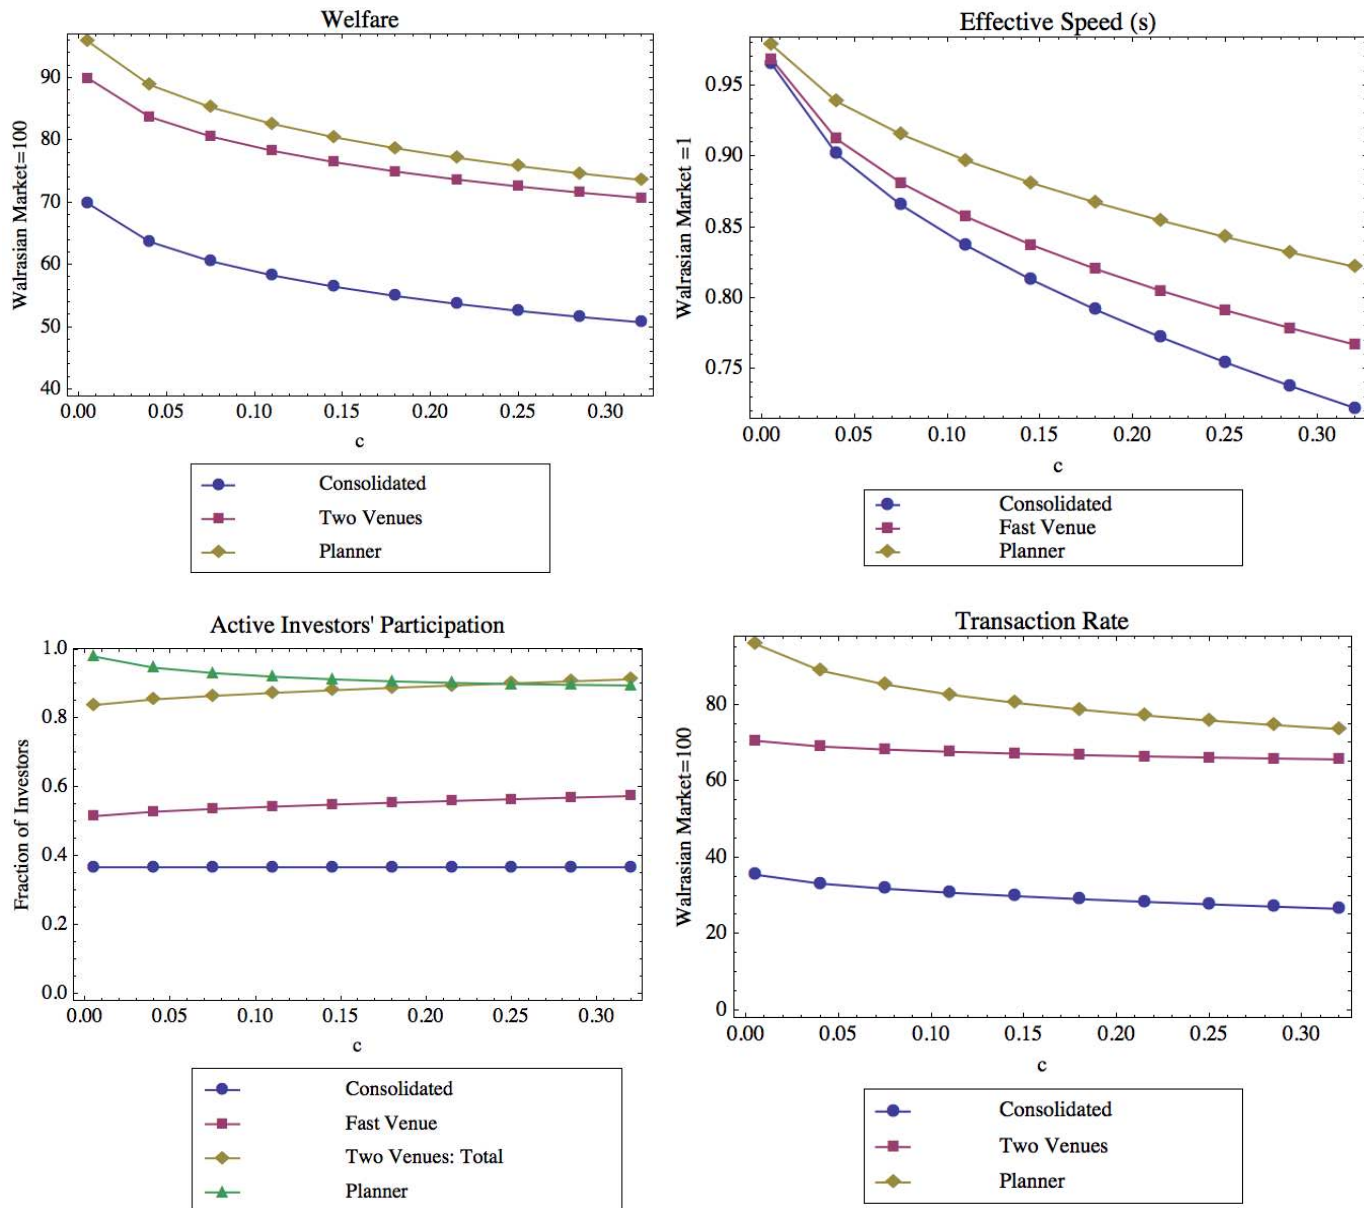 Welfare
Walrasian Market=100
90
80
70
60
50
40
0.00 0.05 0.10 0.15 0.20 0.25 0.30
c
Consolidated
Two Venues
Planner
Effective Speed (s)
Walrasian Market =1
0.95
0.90
0.85
0.80
0.75
0.00 0.05 0.10 0.15 0.20 0.25 0.30
c
Consolidated
Fast Venue
Planner
Active Investors' Participation
Fraction of Investors
1.0
0.8
0.6
0.4
0.2
0.0
0.00 0.05 0.10 0.15 0.20 0.25 0.30
c
Consolidated
Fast Venue
Two Venues: Total
Planner
Transaction Rate
Walrasian Market=100
80
60
40
20
0
0.00 0.05 0.10 0.15 0.20 0.25 0.30
c
Consolidated
Two Venues
Planner